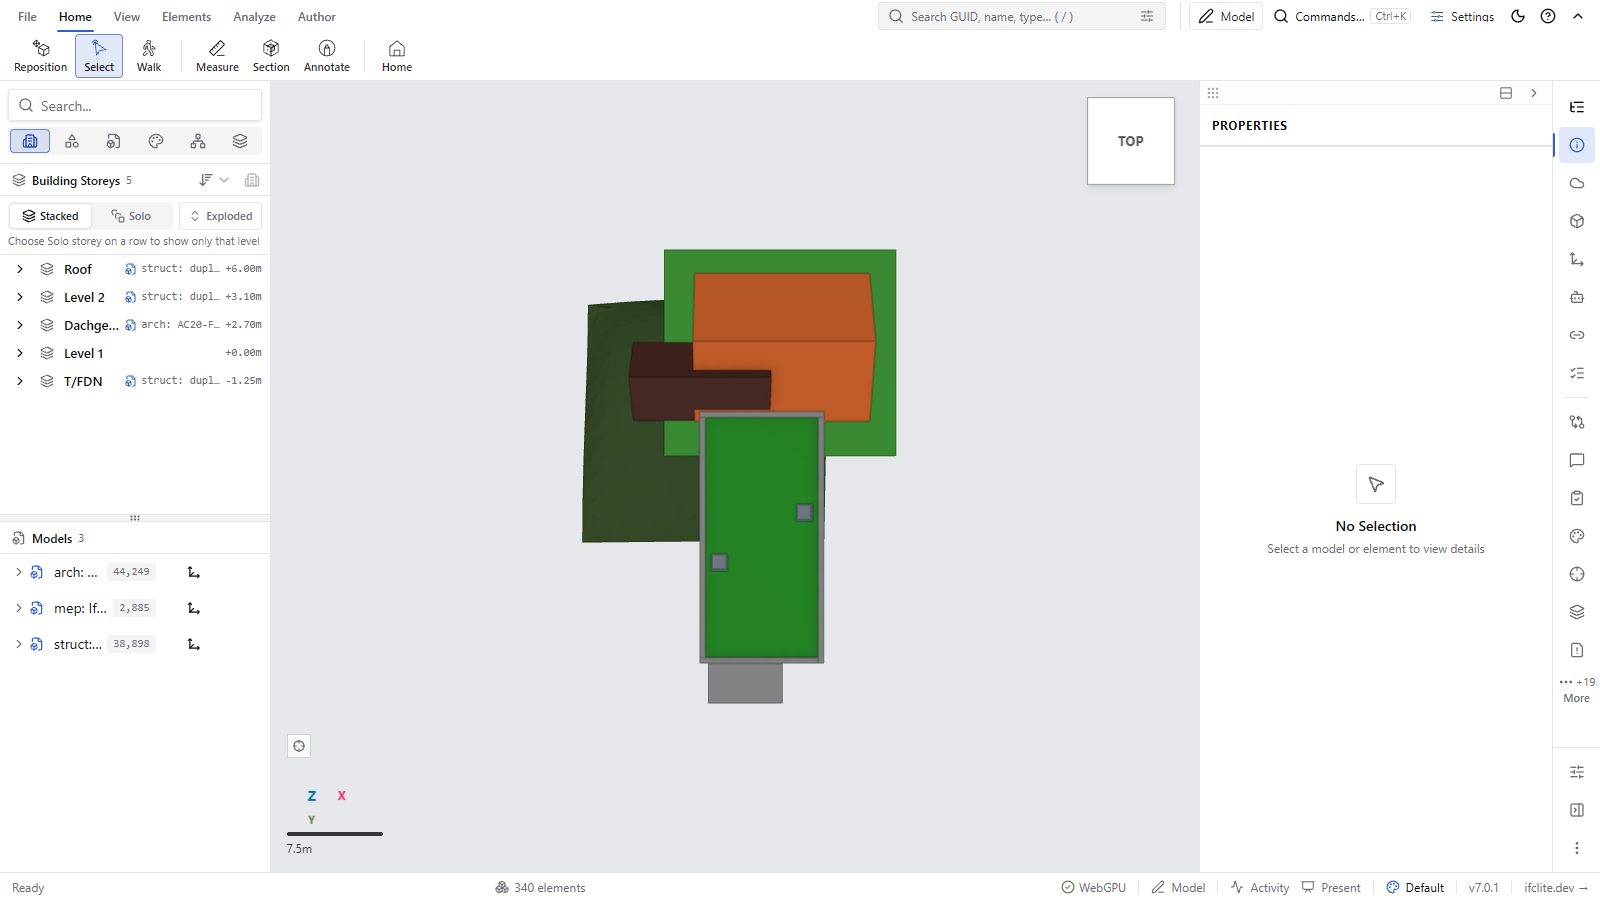 File Home View Elements Analyze Author
Search GUID, name, type... ( / )
Model
Commands... Ctrl+K
Settings
Reposition Select Walk Measure Section Annotate Home
Search...
Building Storeys 5
Stacked Solo Exploded
Choose Solo storey on a row to show only that level
Roof struct: dupl... +6.00m
Level 2 struct: dupl... +3.10m
Dachge... arch: AC20-F... +2.70m
Level 1 +0.00m
T/FDN struct: dupl... -1.25m
Models 3
arch: ... 44,249
mep: If... 2,885
struct:... 38,898
TOP
Z X
Y
7.5m
PROPERTIES
No Selection
Select a model or element to view details
+19
More
Ready
340 elements
WebGPU Model Activity Present Default v7.0.1 ifclite.dev →